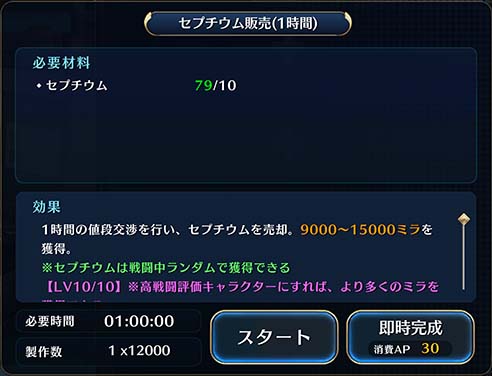 セプチウム販売(1時間)
必要材料
・セプチウム 79/10
効果
1時間の値段交渉を行い、セプチウムを売却。9000～15000ミラを
獲得。
※セプチウムは戦闘中ランダムで獲得できる
【LV10/10】※高戦闘評価キャラクターにすれば、より多くのミラを
必要時間 01:00:00
製作数 1 x12000
スタート
即時完成
消費AP 30